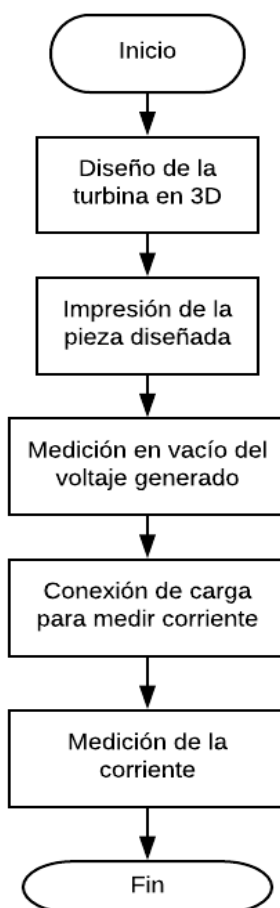 Inicio
Diseño de la
turbina en 3D
Impresión de la
pieza diseñada
Medición en vacío del
voltaje generado
Conexión de carga
para medir corriente
Medición de la
corriente
Fin